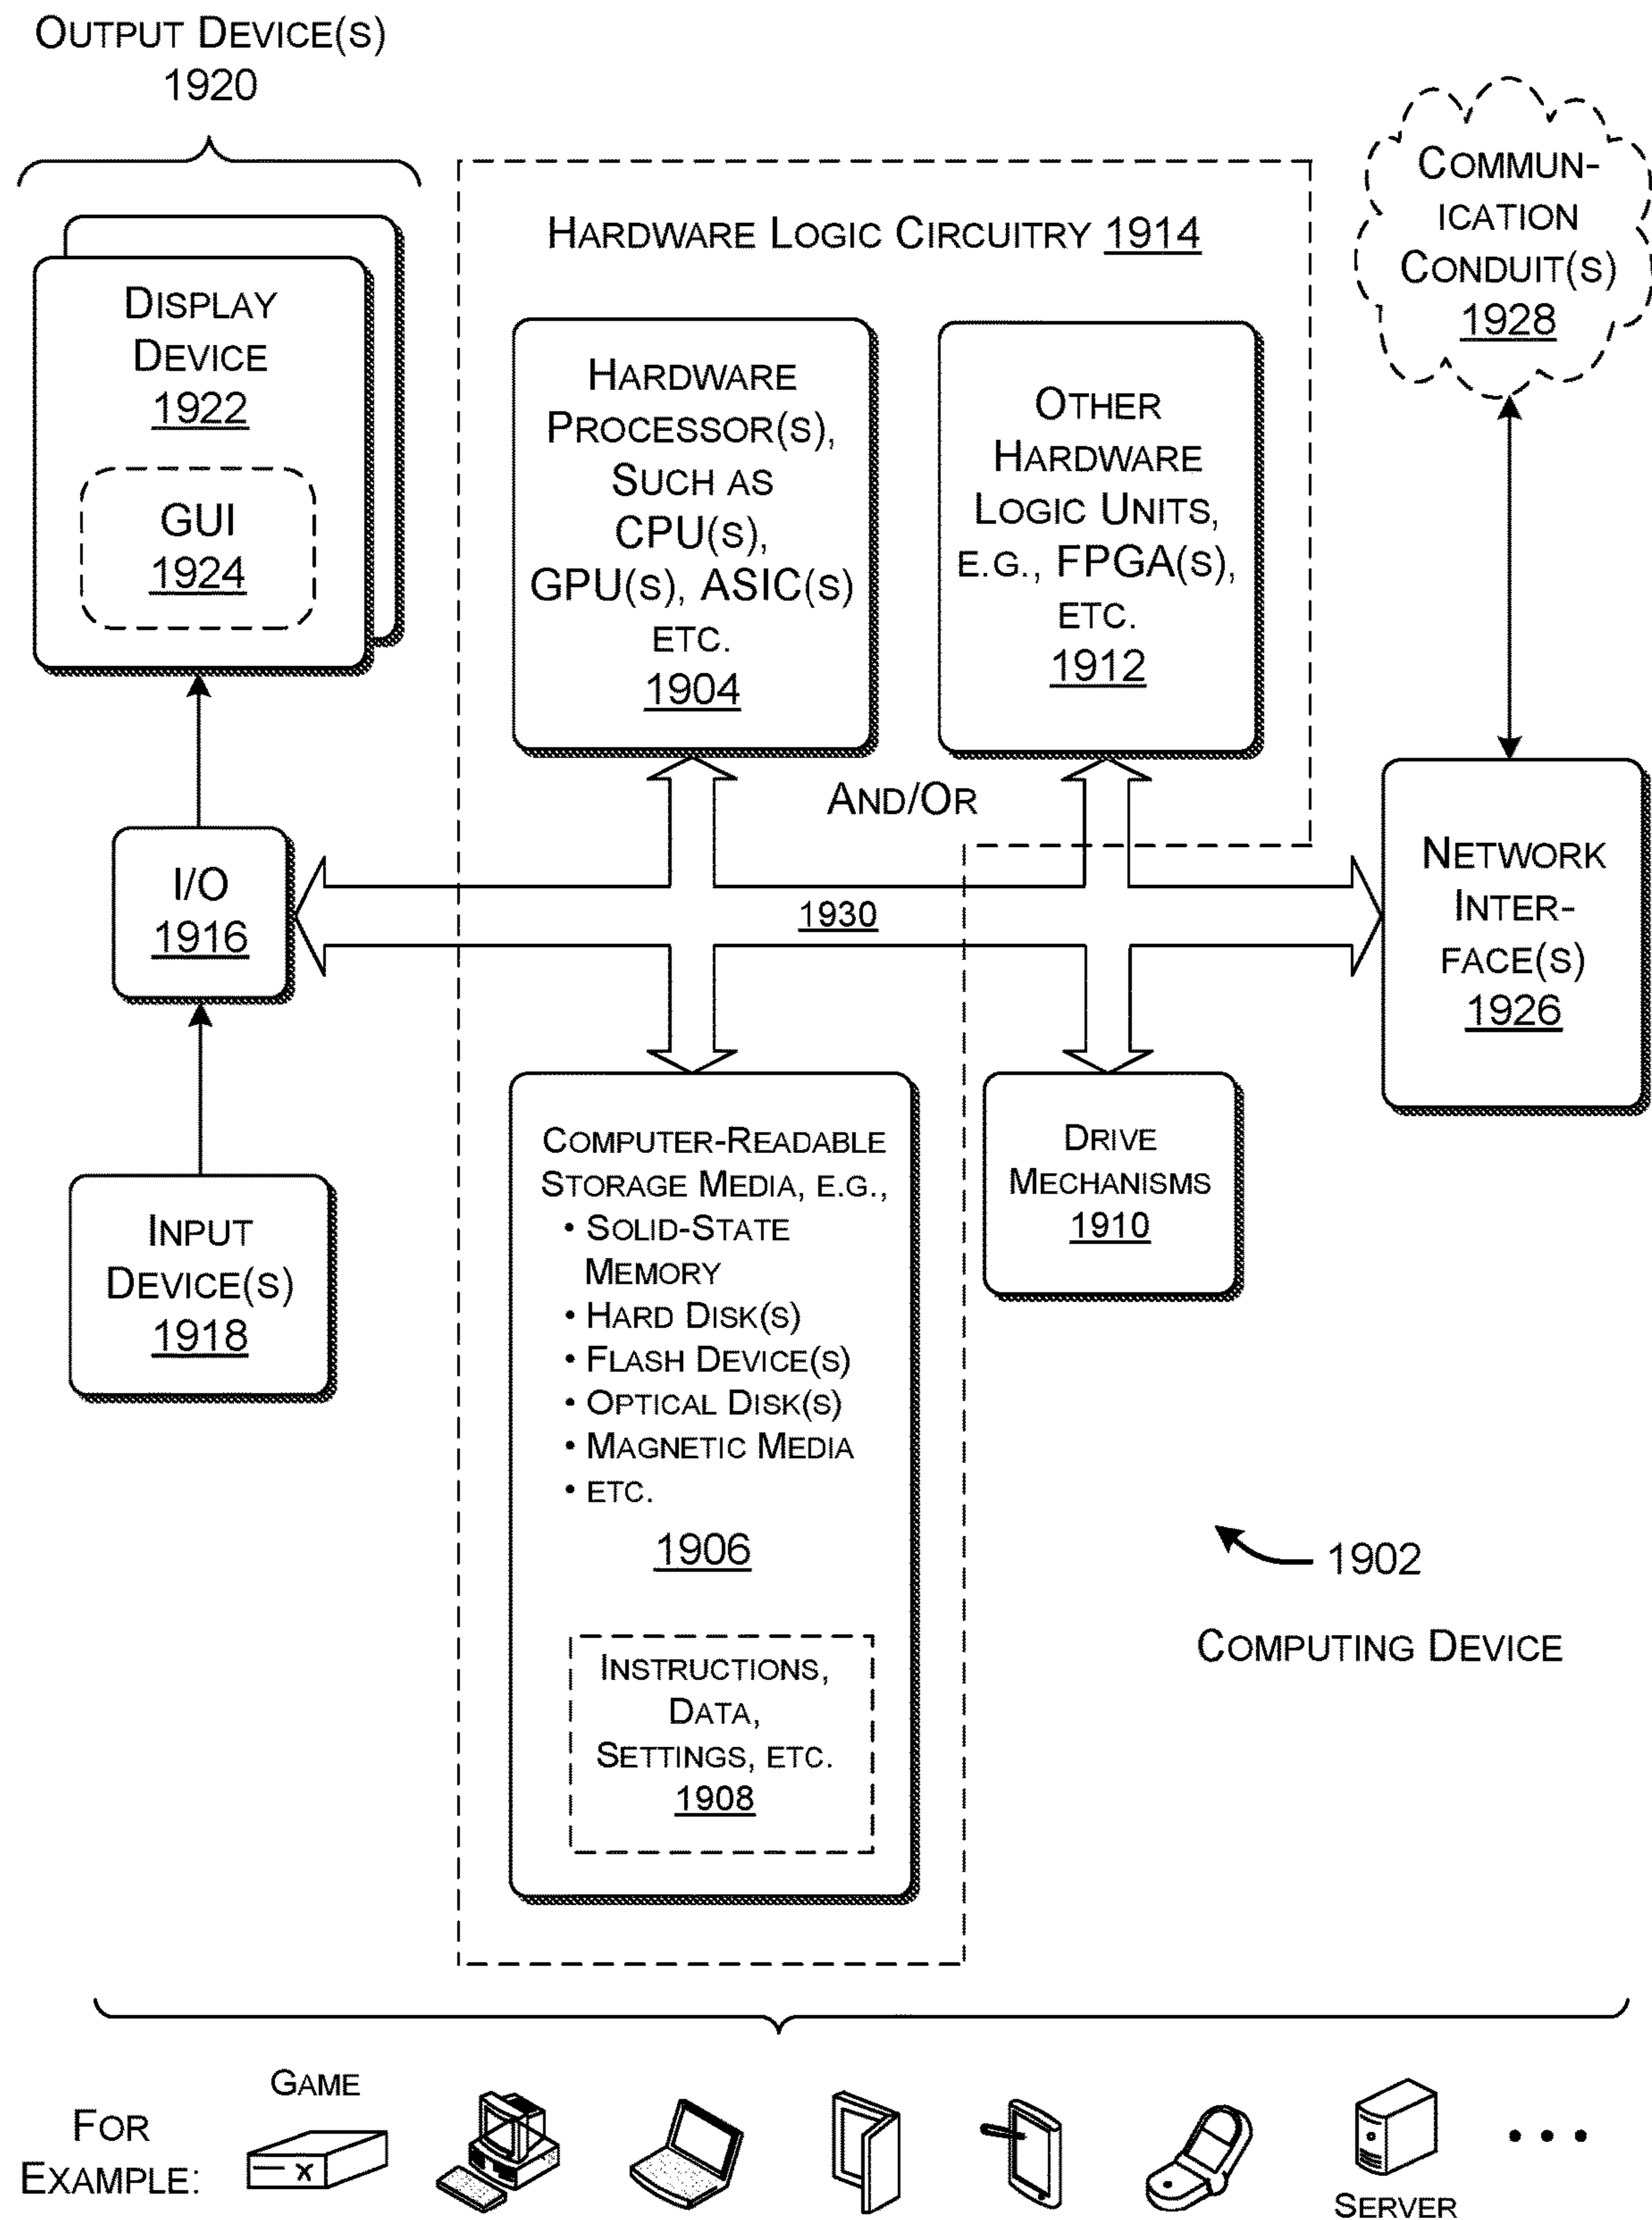 OUTPUT DEVICE(S)
1920
DISPLAY
DEVICE
1922
GUI
1924
I/O
1916
INPUT
DEVICE(S)
1918
HARDWARE LOGIC CIRCUITRY 1914
HARDWARE
PROCESSOR(S),
SUCH AS
CPU(S),
GPU(S), ASIC(S)
ETC.
1904
OTHER
HARDWARE
LOGIC UNITS,
E.G., FPGA(S),
ETC.
1912
AND/OR
1930
COMMUN-
ICATION
CONDUIT(S)
1928
NETWORK
INTER-
FACE(S)
1926
COMPUTER-READABLE
STORAGE MEDIA, E.G.,
• SOLID-STATE
MEMORY
• HARD DISK(S)
• FLASH DEVICE(S)
• OPTICAL DISK(S)
• MAGNETIC MEDIA
• ETC.
1906
INSTRUCTIONS,
DATA,
SETTINGS, ETC.
1908
DRIVE
MECHANISMS
1910
1902
COMPUTING DEVICE
FOR
EXAMPLE:
GAME
X
SERVER
• • •